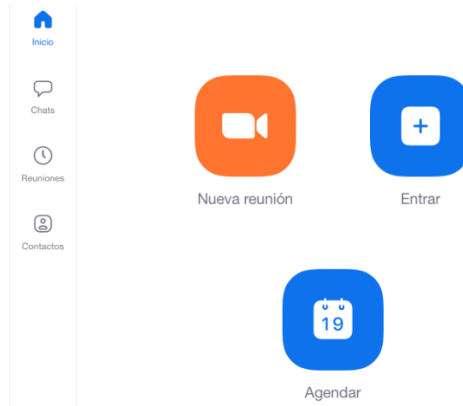 Inicio
Chats
Reuniones
Contactos
Nueva reunión
Entrar
19
Agendar